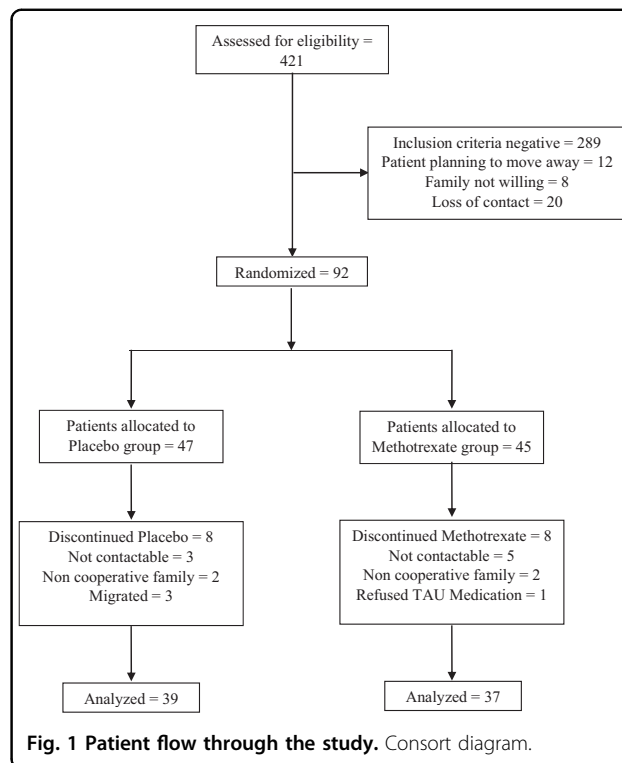 Assessed for eligibility =
421
Inclusion criteria negative = 289
Patient planning to move away = 12
Family not willing = 8
Loss of contact = 20
Randomized = 92
Patients allocated to
Placebo group = 47
Patients allocated to
Methotrexate group = 45
Discontinued Placebo = 8
Not contactable = 3
Non cooperative family = 2
Migrated = 3
Discontinued Methotrexate = 8
Not contactable = 5
Non cooperative family = 2
Refused TAU Medication = 1
Analyzed = 39
Analyzed = 37
Fig. 1 Patient flow through the study. Consort diagram.